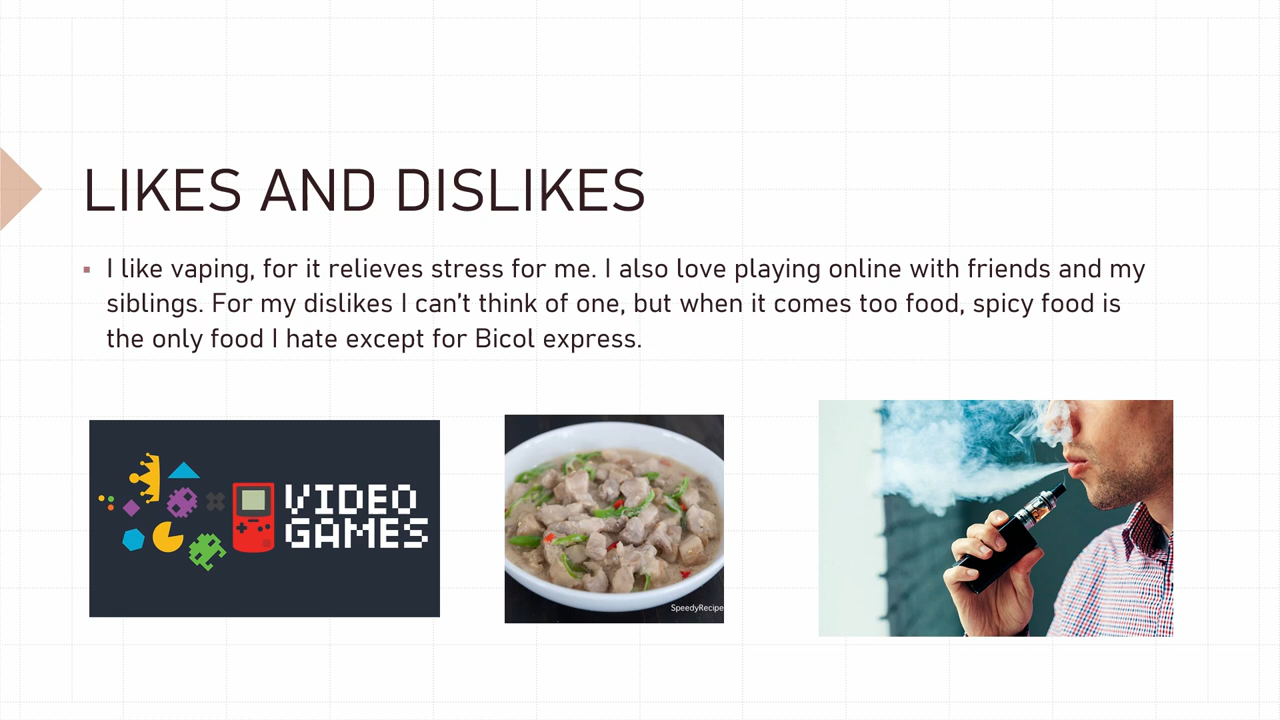 LIKES AND DISLIKES
I like vaping, for it relieves stress for me. I also love playing online with friends and my
siblings. For my dislikes I can't think of one, but when it comes too food, spicy food is
the only food I hate except for Bicol express.
VIDEO
GAMES
SpeedyRecipe